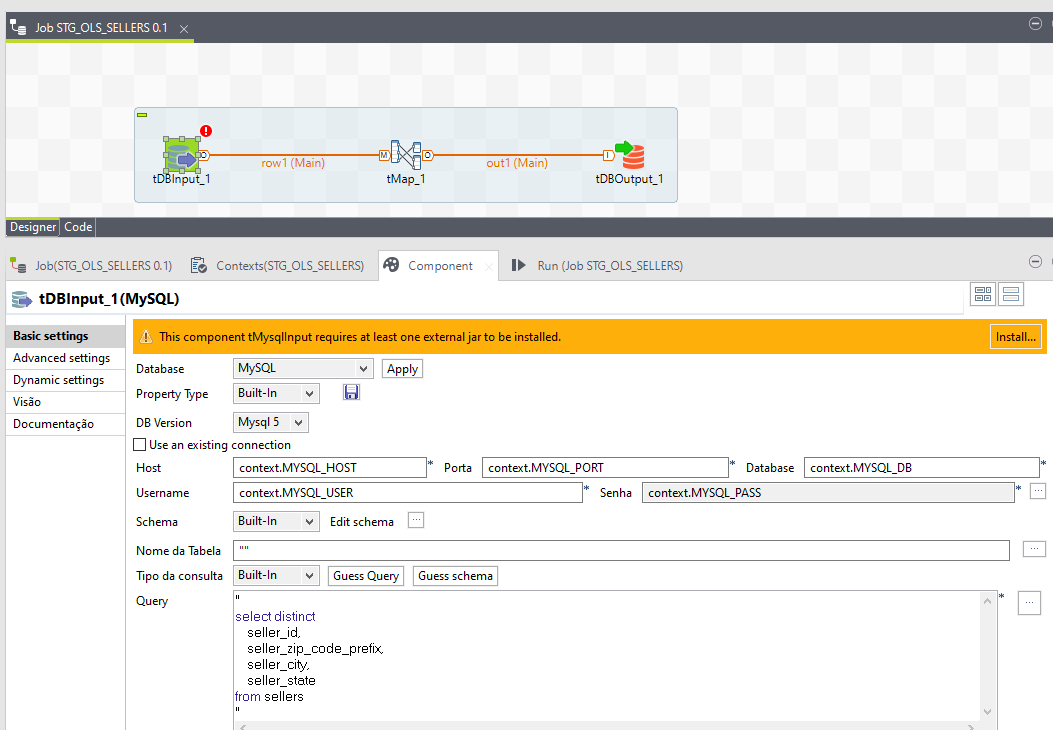 Job STG_OLS_SELLERS 0.1
!
O row1 (Main) M O out1 (Main) I
tDBInput_1 tMap_1 tDBOutput_1
Designer Code
Job(STG_OLS_SELLERS 0.1) Contexts(STG_OLS_SELLERS) Component Run (Job STG_OLS_SELLERS)
tDBInput_1(MySQL)
Basic settings
Advanced settings
Dynamic settings
Visão
Documentação
This component tMysqlInput requires at least one external jar to be installed. Install...
Database MySQL Apply
Property Type Built-In
DB Version Mysql 5
Use an existing connection
Host context.MYSQL_HOST * Porta context.MYSQL_PORT * Database context.MYSQL_DB *
Username context.MYSQL_USER * Senha context.MYSQL_PASS * ...
Schema Built-In Edit schema ...
Nome da Tabela "" ...
Tipo da consulta Built-In Guess Query Guess schema
Query " * ...
select distinct
seller_id,
seller_zip_code_prefix,
seller_city,
seller_state
from sellers
"